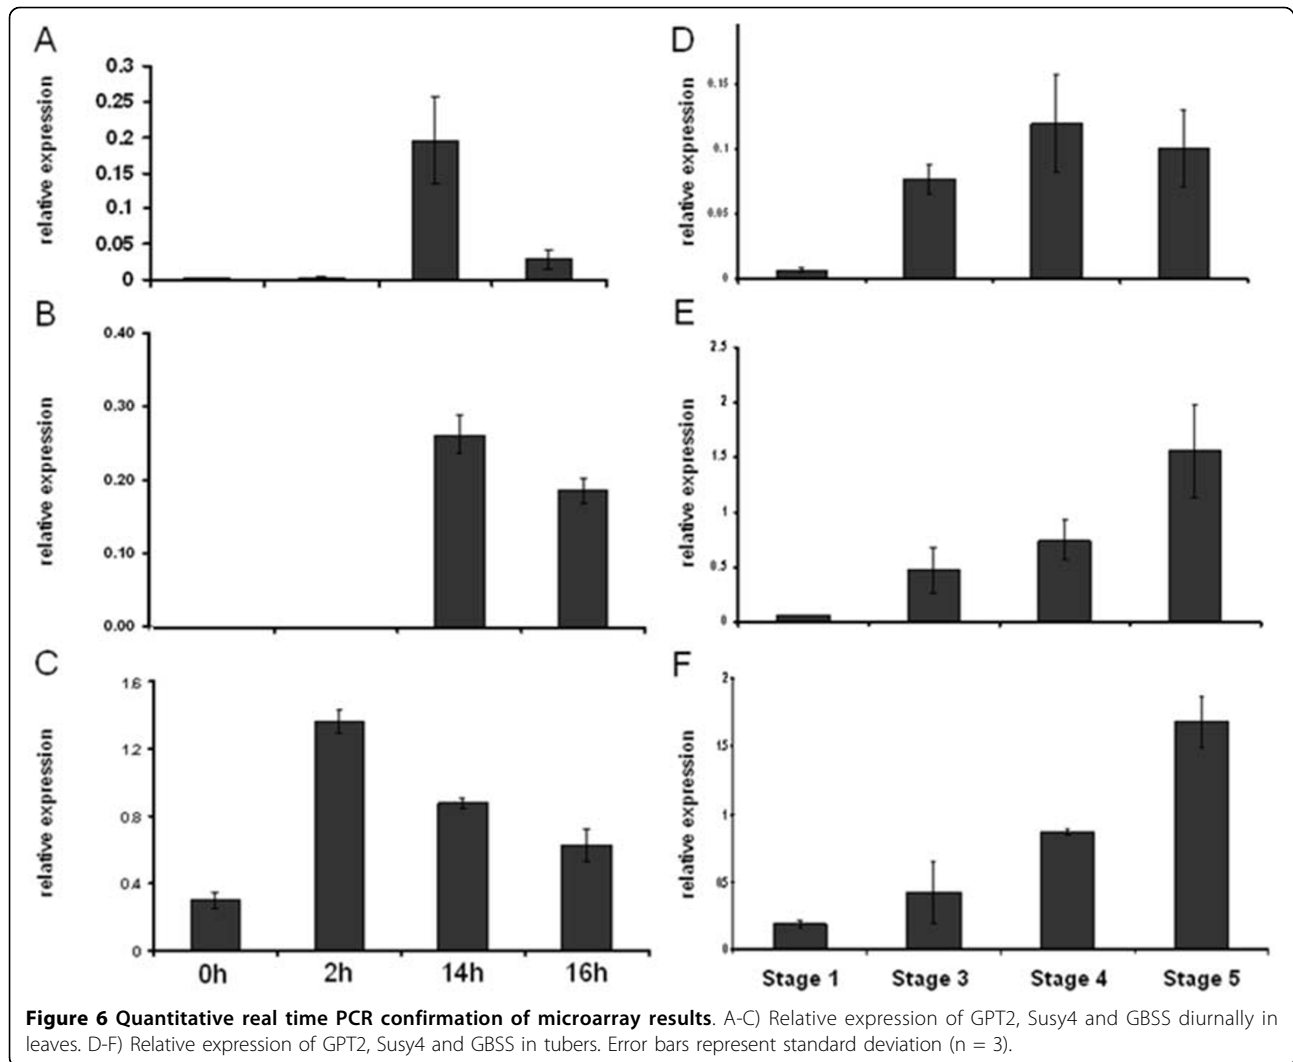 A
relative expression
0.3
0.25
0.2
0.15
0.1
0.05
0
B
relative expression
0.40
0.30
0.20
0.10
0.00
C
relative expression
1.6
1.2
0.8
0.4
0
0h 2h 14h 16h
D
relative expression
0.15
0.1
0.05
0
E
relative expression
2.5
2
1.5
1
0.5
0
F
relative expression
2
1.5
1
0.5
0
Stage 1 Stage 3 Stage 4 Stage 5
Figure 6 Quantitative real time PCR confirmation of microarray results. A-C) Relative expression of GPT2, Susy4 and GBSS diurnally in
leaves. D-F) Relative expression of GPT2, Susy4 and GBSS in tubers. Error bars represent standard deviation (n = 3).